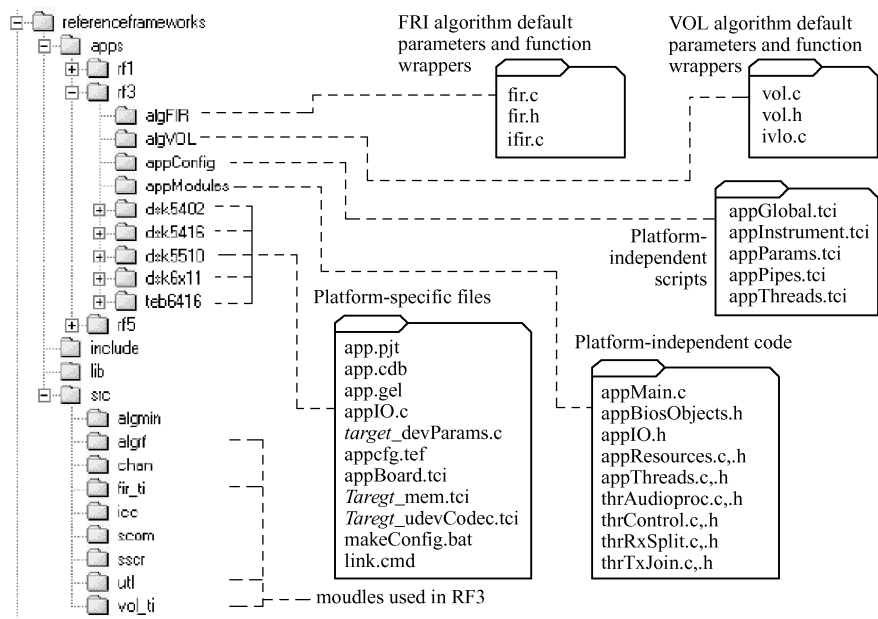 referenceframeworks
apps
rf1
rf3
algFIR
algVOL
appConfig
appModules
dsk5402
dsk5416
dsk5510
dsk6x11
teb6416
rf5
include
lib
src
algmin
algrf
chan
fir_ti
icc
scom
sscr
utl
vol_ti
FRI algorithm default
parameters and function
wrappers
fir.c
fir.h
ifir.c
VOL algorithm default
parameters and function
wrappers
vol.c
vol.h
ivlo.c
Platform-
independent
scripts
appGlobal.tci
appInstrument.tci
appParams.tci
appPipes.tci
appThreads.tci
Platform-specific files
app.pjt
app.cdb
app.gel
appIO.c
target_devParams.c
appcfg.tef
appBoard.tci
Taregt_mem.tci
Taregt_udevCodec.tci
makeConfig.bat
link.cmd
Platform-independent code
appMain.c
appBiosObjects.h
appIO.h
appResources.c,.h
appThreads.c,.h
thrAudioproc.c,.h
thrControl.c,.h
thrRxSplit.c,.h
thrTxJoin.c,.h
moudles used in RF3